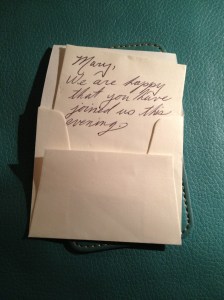 Mary,
We are happy
that you have
joined us this
evening